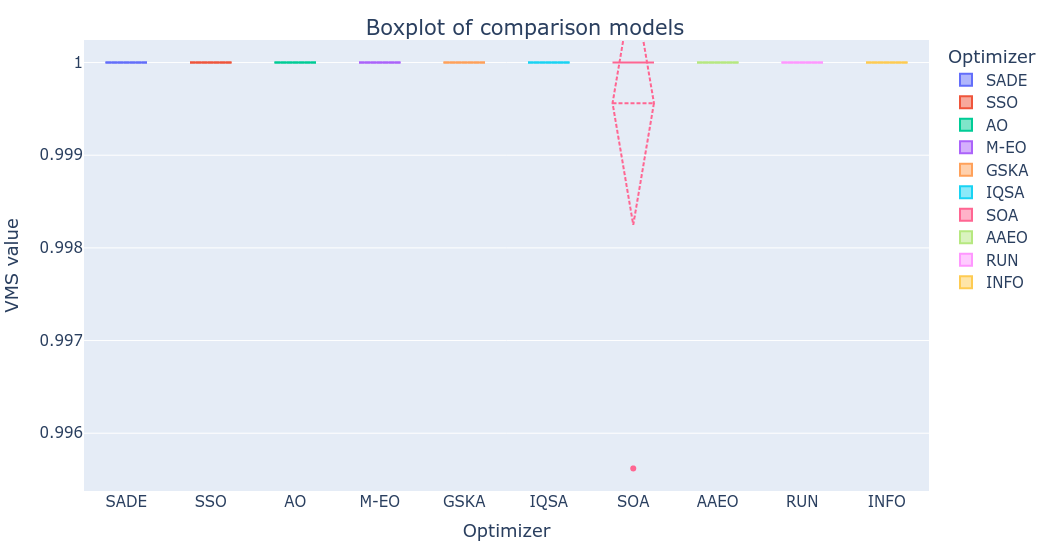 Boxplot of comparison models
VMS value
1
0.999
0.998
0.997
0.996
SADE
SSO
AO
M-EO
GSKA
IQSA
SOA
AAEO
RUN
INFO
Optimizer
Optimizer
SADE
SSO
AO
M-EO
GSKA
IQSA
SOA
AAEO
RUN
INFO